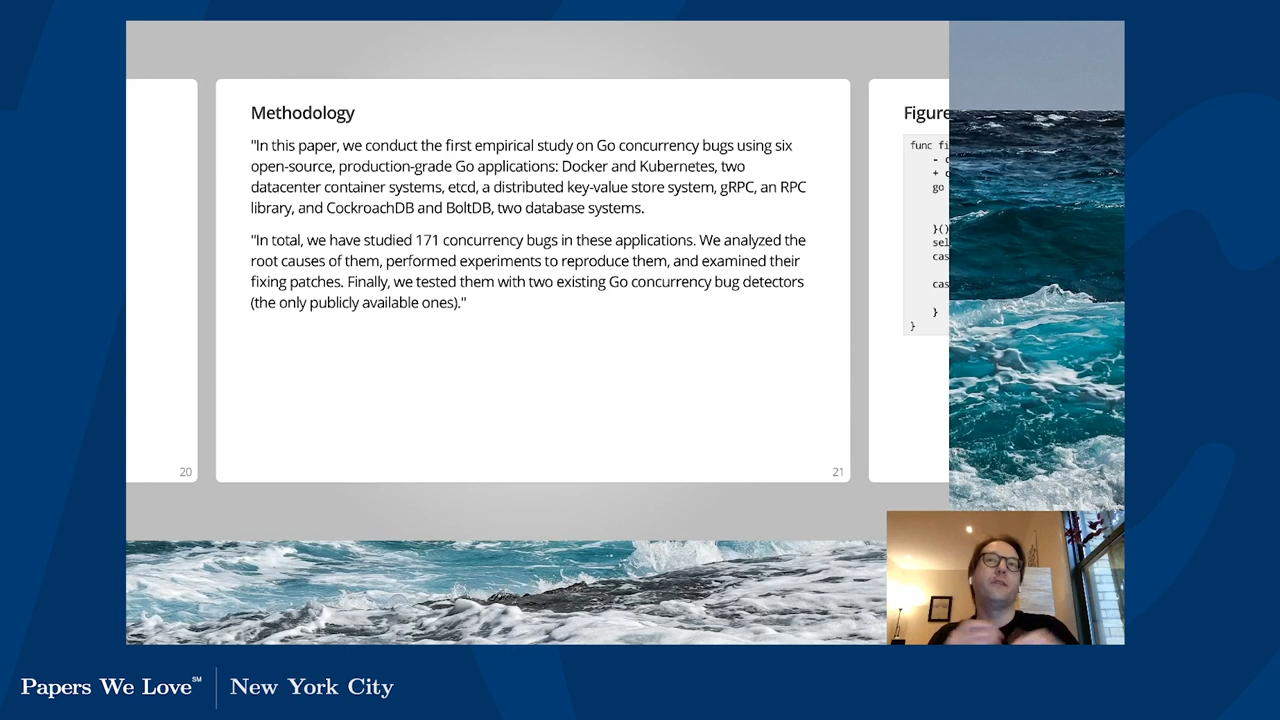 Methodology
"In this paper, we conduct the first empirical study on Go concurrency bugs using six
open-source, production-grade Go applications: Docker and Kubernetes, two
datacenter container systems, etcd, a distributed key-value store system, gRPC, an RPC
library, and CockroachDB and BoltDB, two database systems.
"In total, we have studied 171 concurrency bugs in these applications. We analyzed the
root causes of them, performed experiments to reproduce them, and examined their
fixing patches. Finally, we tested them with two existing Go concurrency bug detectors
(the only publicly available ones)."
20
21
Figure
func fi
- c
+ c
go
}()
sel
cas
cas
}
}
Papers We Love℠
New York City